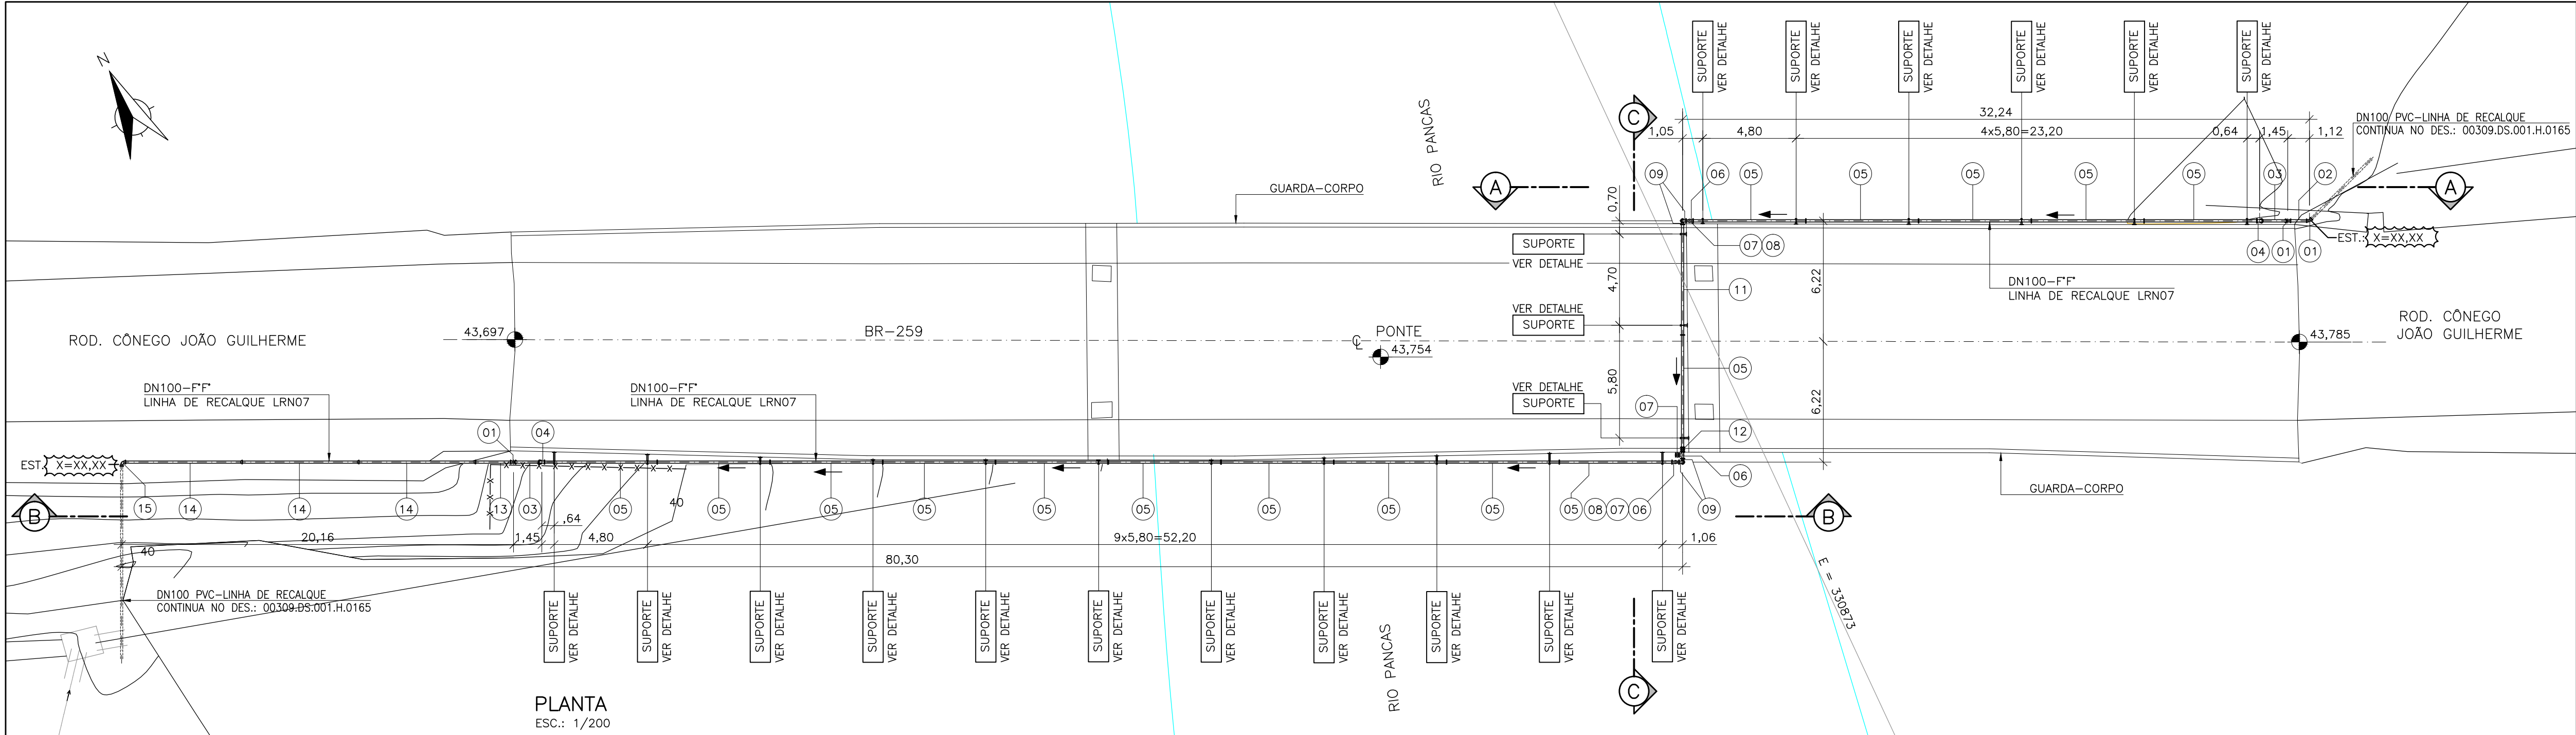 N
SUPORTE
VER DETALHE
SUPORTE
VER DETALHE
SUPORTE
VER DETALHE
SUPORTE
VER DETALHE
SUPORTE
VER DETALHE
SUPORTE
VER DETALHE
RIO PANCAS
C
32,24
1,05
4,80
4x5,80=23,20
0,64
1,45
1,12
DN100 PVC-LINHA DE RECALQUE
CONTINUA NO DES.: 00309.DS.001.H.0165
09
06
05
05
05
05
05
03
02
A
A
GUARDA-CORPO
0,70
07
08
04
01
01
EST.: X=XX,XX
SUPORTE
VER DETALHE
4,70
11
6,22
DN100-FºFº
LINHA DE RECALQUE LRN07
VER DETALHE
SUPORTE
ROD. CÔNEGO JOÃO GUILHERME
43,697
BR-259
PONTE
43,754
43,785
ROD. CÔNEGO
JOÃO GUILHERME
5,80
05
6,22
DN100-FºFº
LINHA DE RECALQUE LRN07
DN100-FºFº
LINHA DE RECALQUE LRN07
VER DETALHE
SUPORTE
07
12
01
04
EST. X=XX,XX
X X X X X X X X X X
X
X
X
06
GUARDA-CORPO
B
15
14
14
14
13
03
05
05
05
05
05
05
05
05
05
05
08
07
06
09
B
40
,64
20,16
1,45
4,80
9x5,80=52,20
1,06
40
80,30
E = 330873
DN100 PVC-LINHA DE RECALQUE
CONTINUA NO DES.: 00309.DS.001.H.0165
SUPORTE
VER DETALHE
SUPORTE
VER DETALHE
SUPORTE
VER DETALHE
SUPORTE
VER DETALHE
SUPORTE
VER DETALHE
SUPORTE
VER DETALHE
SUPORTE
VER DETALHE
SUPORTE
VER DETALHE
SUPORTE
VER DETALHE
SUPORTE
VER DETALHE
SUPORTE
VER DETALHE
RIO PANCAS
C
PLANTA
ESC.: 1/200